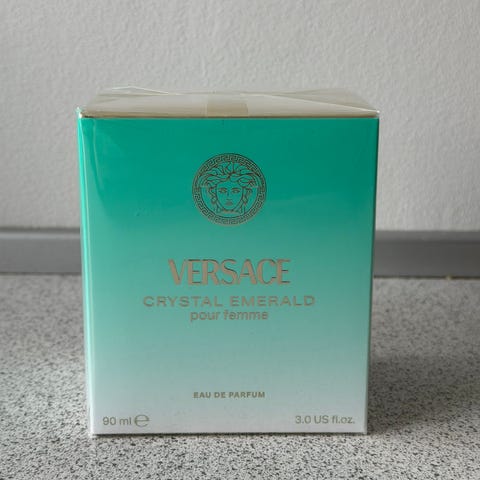 VERSACE
CRYSTAL EMERALD
pour femme
EAU DE PARFUM
90 ml ℮ 3.0 US fl.oz.